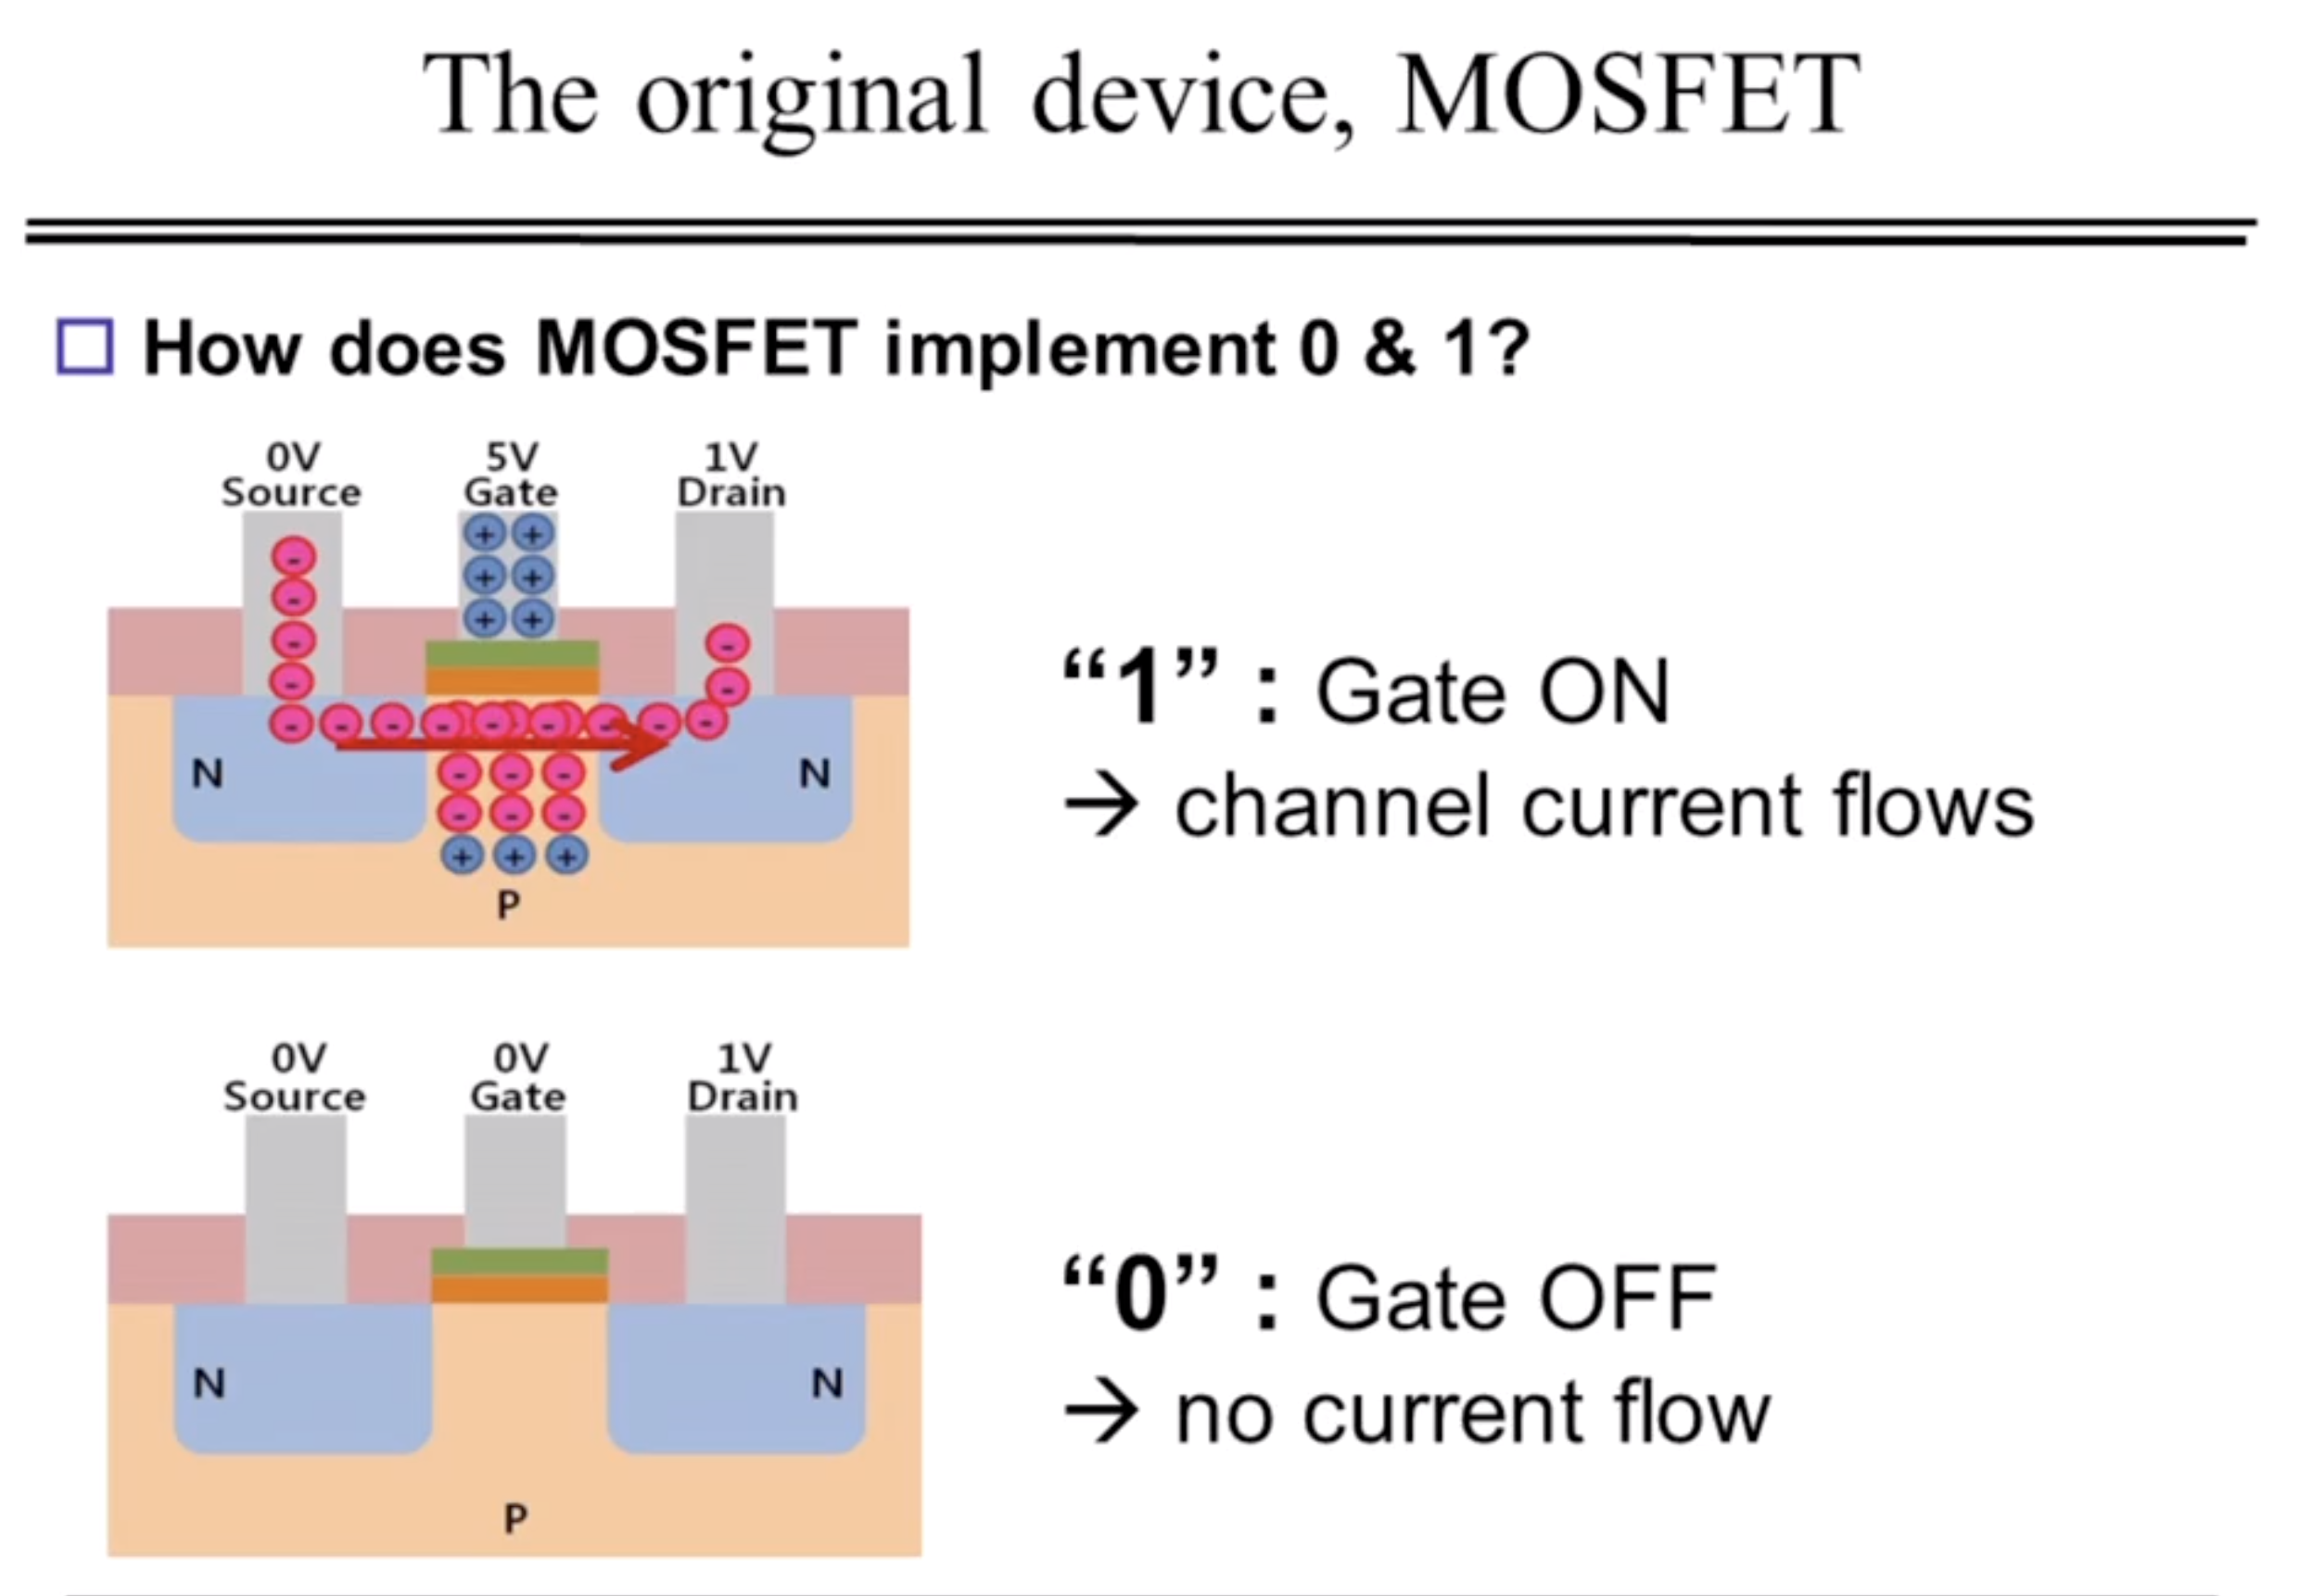 The original device, MOSFET
How does MOSFET implement 0 & 1?
0V 5V 1V
Source Gate Drain
+ +
-
+ +
-
+ +
- -
- -
- - - - - - - - -
N - - - N
- - -
+ + +
P
“1” : Gate ON
→ channel current flows
0V 0V 1V
Source Gate Drain
N N
P
“0” : Gate OFF
→ no current flow